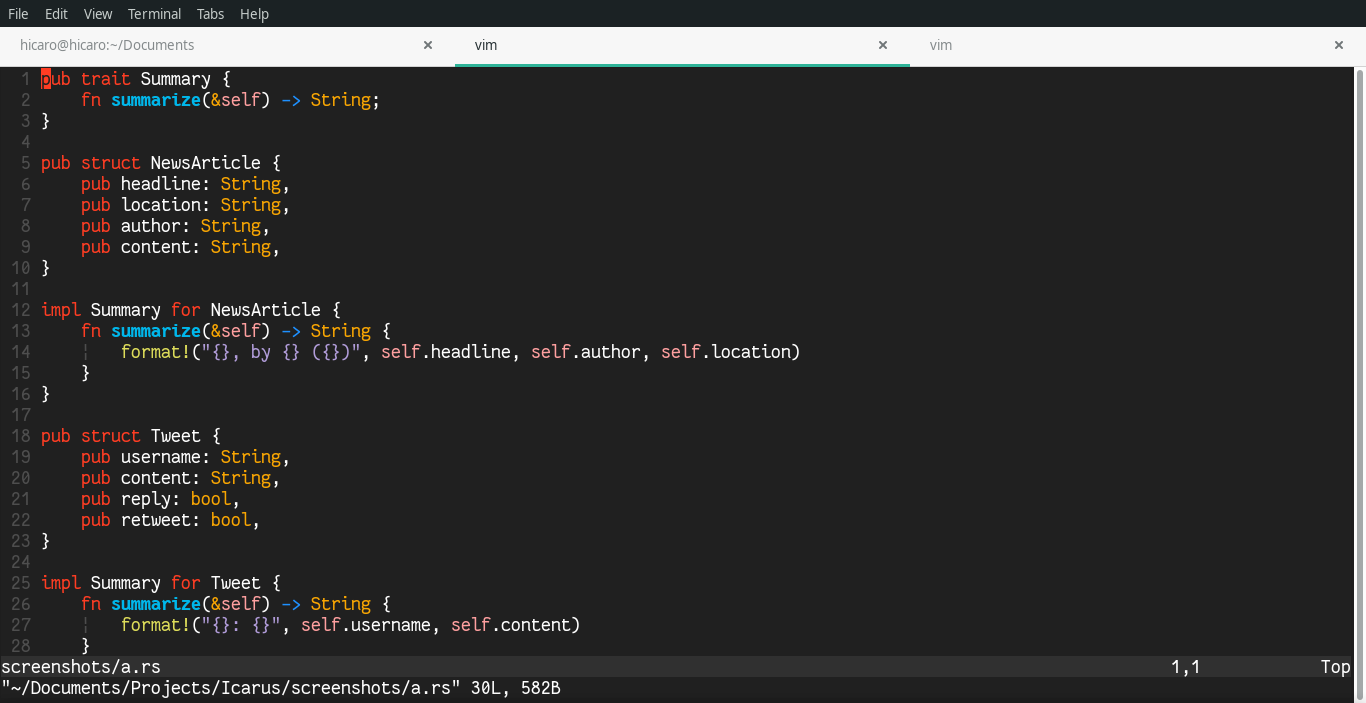 File Edit View Terminal Tabs Help
hicaro@hicaro:~/Documents × vim × vim ×
1 pub trait Summary {
2     fn summarize(&self) -> String;
3 }
4
5 pub struct NewsArticle {
6     pub headline: String,
7     pub location: String,
8     pub author: String,
9     pub content: String,
10 }
11
12 impl Summary for NewsArticle {
13     fn summarize(&self) -> String {
14     ¦   format!("{}, by {} ({})", self.headline, self.author, self.location)
15     }
16 }
17
18 pub struct Tweet {
19     pub username: String,
20     pub content: String,
21     pub reply: bool,
22     pub retweet: bool,
23 }
24
25 impl Summary for Tweet {
26     fn summarize(&self) -> String {
27     ¦   format!("{}: {}", self.username, self.content)
28     }
screenshots/a.rs 1,1 Top
"~/Documents/Projects/Icarus/screenshots/a.rs" 30L, 582B